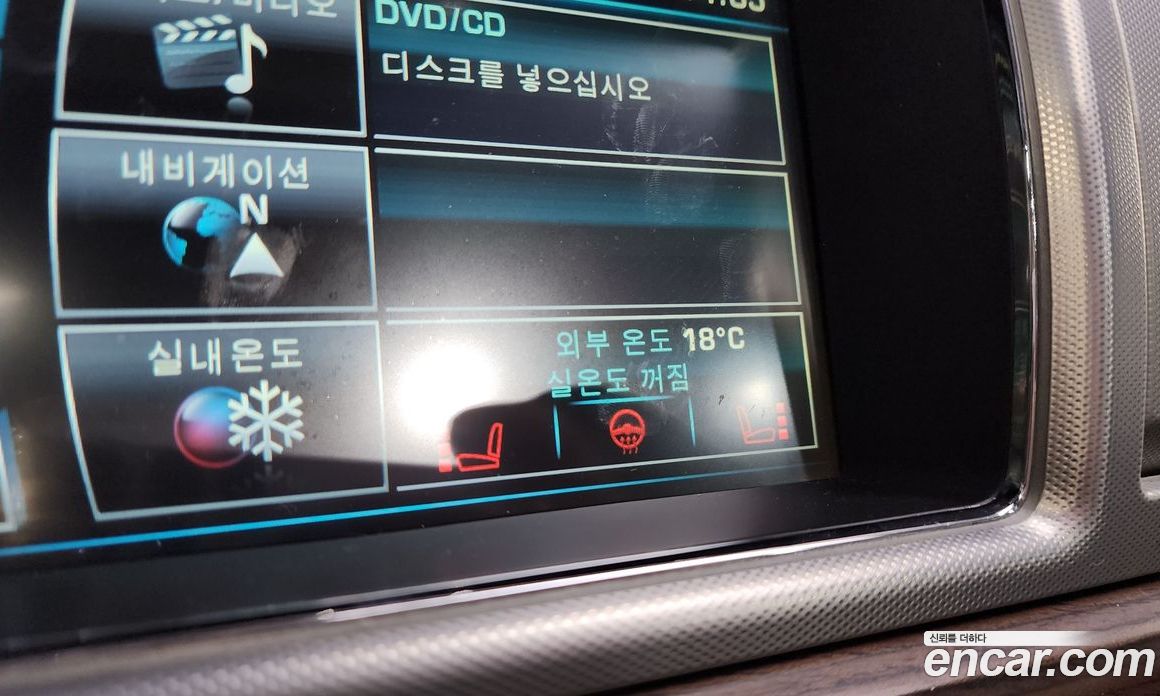 DVD/CD
디스크를 넣으십시오
내비게이션
N
실내온도
외부 온도 18°C
실온도 꺼짐
신뢰를 더하다
encar.com